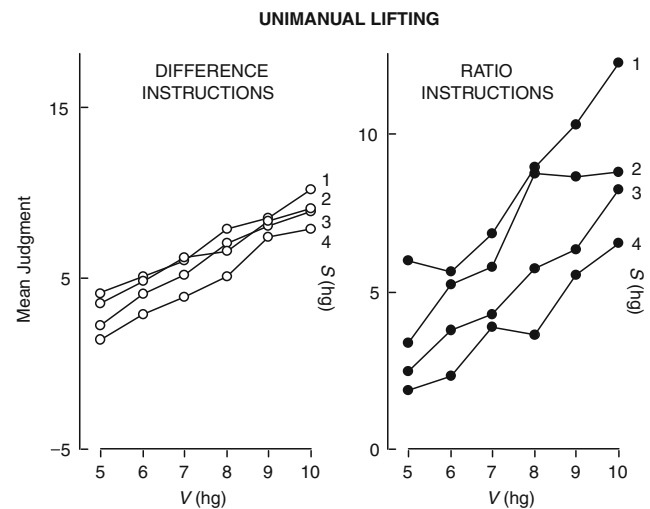 UNIMANUAL LIFTING
DIFFERENCE
INSTRUCTIONS
15
5
−5
Mean Judgment
1
2
3
4
S (hg)
5 6 7 8 9 10
V (hg)
RATIO
INSTRUCTIONS
10
5
0
1
2
3
4
S (hg)
5 6 7 8 9 10
V (hg)